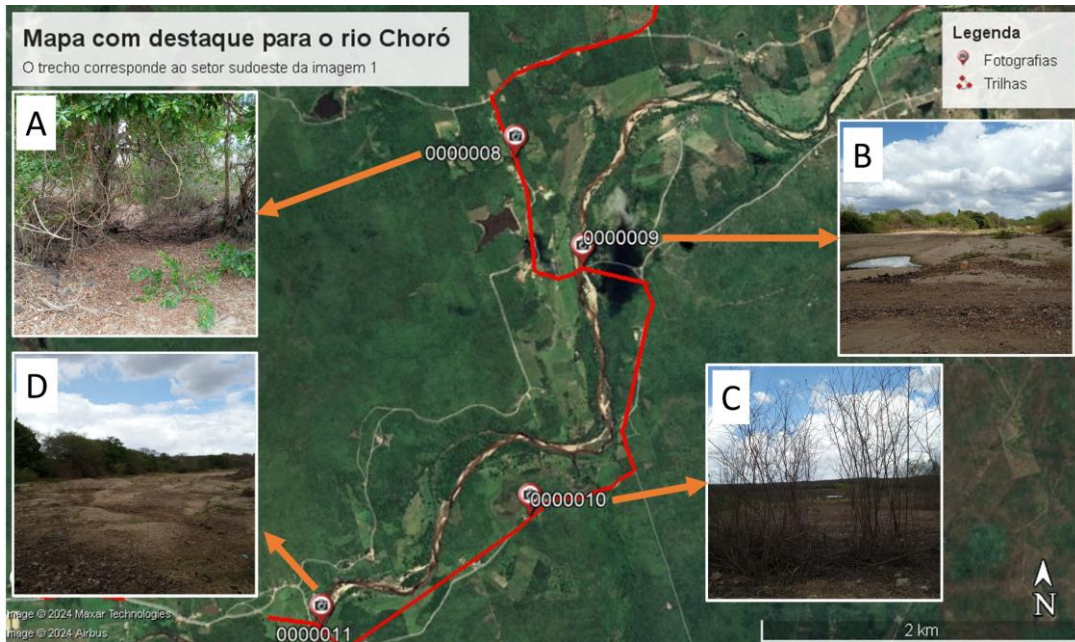 Mapa com destaque para o rio Choró
O trecho corresponde ao setor sudoeste da imagem 1
Legenda
Fotografias
Trilhas
A
0000008
B
0000009
D
C
0000010
0000011
Image © 2024 Maxar Technologies
Image © 2024 Airbus
N
2 km